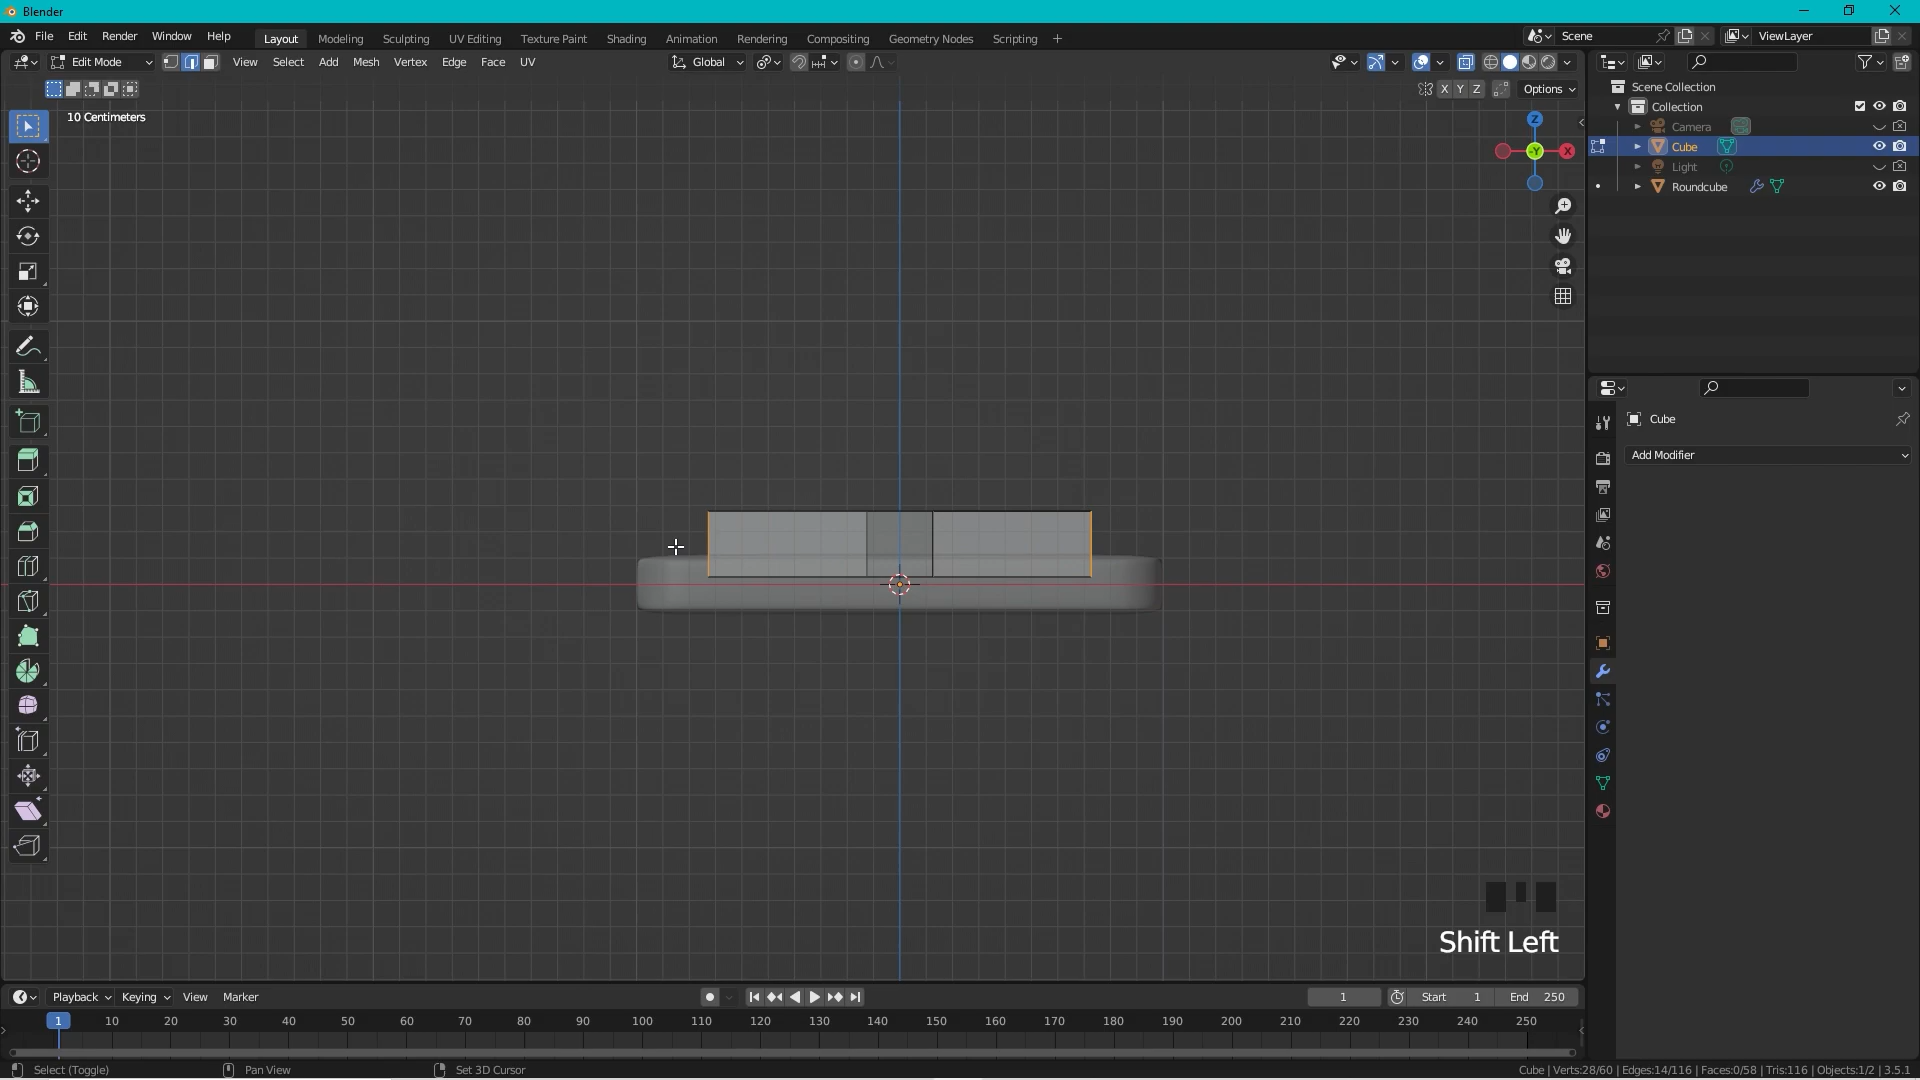 Blender
File Edit Render Window Help
Layout Modeling Sculpting UV Editing Texture Paint Shading Animation Rendering Compositing Geometry Nodes Scripting +
Scene
ViewLayer
Edit Mode
View Select Add Mesh Vertex Edge Face UV
Global
X Y Z
Options
10 Centimeters
Z
-Y
X
Scene Collection
Collection
Camera
Cube
Light
Roundcube
Cube
Add Modifier
Shift Left
Playback Keying View Marker
1
Start 1
End 250
1 10 20 30 40 50 60 70 80 90 100 110 120 130 140 150 160 170 180 190 200 210 220 230 240 250
Select (Toggle)
Pan View
Set 3D Cursor
Cube | Verts:28/60 | Edges:14/116 | Faces:0/58 | Tris:116 | Objects:1/2 | 3.5.1